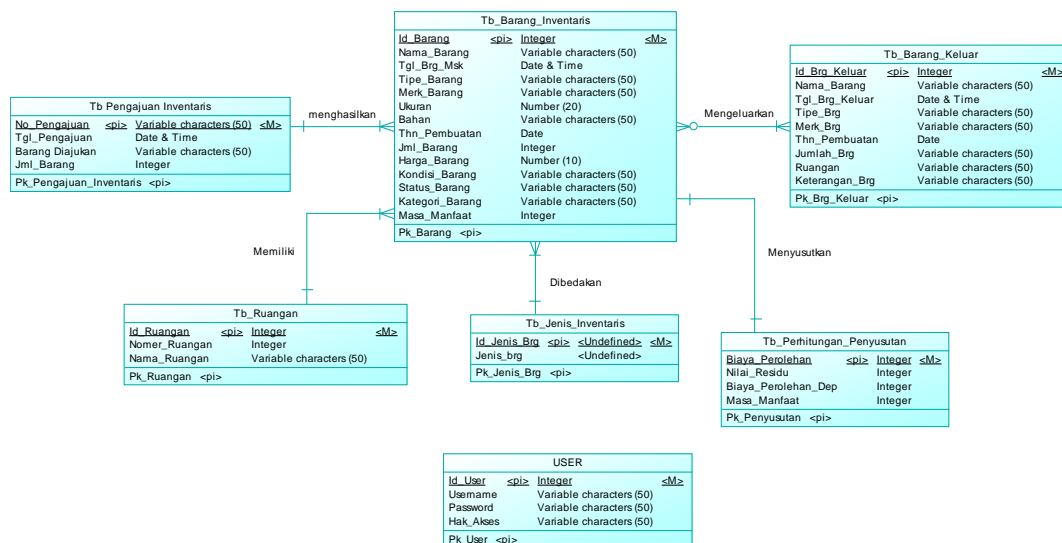 Tb_Barang_Inventaris
Id_Barang <pi> Integer <M>
Nama_Barang Variable characters (50)
Tgl_Brg_Msk Date & Time
Tipe_Barang Variable characters (50)
Merk_Barang Variable characters (50)
Ukuran Number (20)
Bahan Variable characters (50)
Thn_Pembuatan Date
Jml_Barang Integer
Harga_Barang Number (10)
Kondisi_Barang Variable characters (50)
Status_Barang Variable characters (50)
Kategori_Barang Variable characters (50)
Masa_Manfaat Integer
Pk_Barang <pi>
Tb_Barang_Keluar
Id_Brg_Keluar <pi> Integer <M>
Nama_Barang Variable characters (50)
Tgl_Brg_Keluar Date & Time
Tipe_Brg Variable characters (50)
Merk_Brg Variable characters (50)
Thn_Pembuatan Date
Jumlah_Brg Variable characters (50)
Ruangan Variable characters (50)
Keterangan_Brg Variable characters (50)
Pk_Brg_Keluar <pi>
Tb Pengajuan Inventaris
No_Pengajuan <pi> Variable characters (50) <M>
Tgl_Pengajuan Date & Time
Barang Diajukan Variable characters (50)
Jml_Barang Integer
Pk_Pengajuan_Inventaris <pi>
menghasilkan
Mengeluarkan
Memiliki
Dibedakan
Menyusutkan
Tb_Ruangan
Id_Ruangan <pi> Integer <M>
Nomer_Ruangan Integer
Nama_Ruangan Variable characters (50)
Pk_Ruangan <pi>
Tb_Jenis_Inventaris
Id_Jenis_Brg <pi> <Undefined> <M>
Jenis_brg <Undefined>
Pk_Jenis_Brg <pi>
Tb_Perhitungan_Penyusutan
Biaya_Perolehan <pi> Integer <M>
Nilai_Residu Integer
Biaya_Perolehan_Dep Integer
Masa_Manfaat Integer
Pk_Penyusutan <pi>
USER
Id_User <pi> Integer <M>
Username Variable characters (50)
Password Variable characters (50)
Hak_Akses Variable characters (50)
Pk_User <pi>